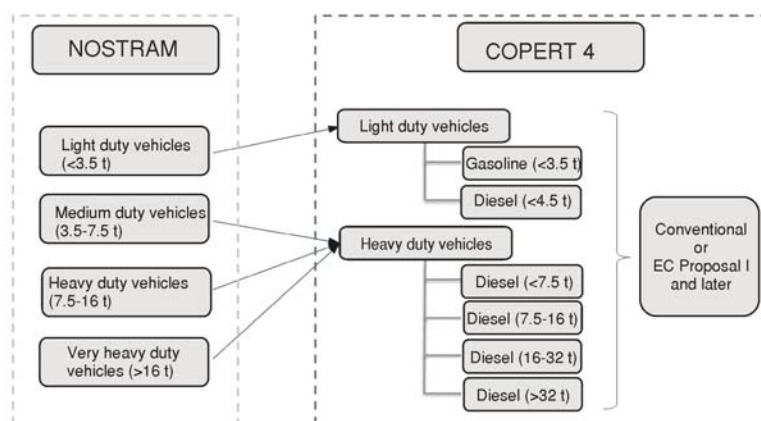 NOSTRAM
Light duty vehicles
(<3.5 t)
Medium duty vehicles
(3.5-7.5 t)
Heavy duty vehicles
(7.5-16 t)
Very heavy duty
vehicles (>16 t)
COPERT 4
Light duty vehicles
Gasoline (<3.5 t)
Diesel (<4.5 t)
Heavy duty vehicles
Diesel (<7.5 t)
Diesel (7.5-16 t)
Diesel (16-32 t)
Diesel (>32 t)
Conventional
or
EC Proposal I
and later